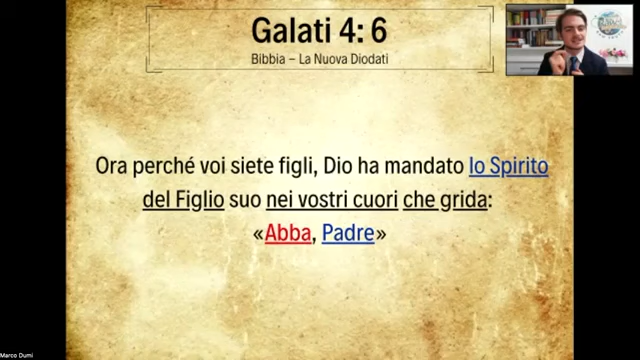 Galati 4: 6
Bibbia – La Nuova Diodati
Ora perché voi siete figli, Dio ha mandato lo Spirito
del Figlio suo nei vostri cuori che grida:
«Abba, Padre»
Marco Dumi